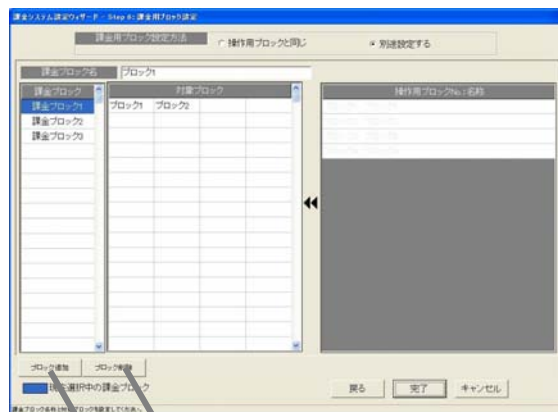 課金システム設定ウィザード - Step 6: 課金用ブロック設定
課金用ブロック設定方法
操作用ブロックと同じ
別途設定する
課金ブロック名
ブロック1
課金ブロック
対象ブロック
操作用ブロックNo.:名称
課金ブロック1
ブロック1 ブロック2
課金ブロック2
課金ブロック3
ブロック追加
ブロック削除
現在選択中の課金ブロック
戻る
完了
キャンセル